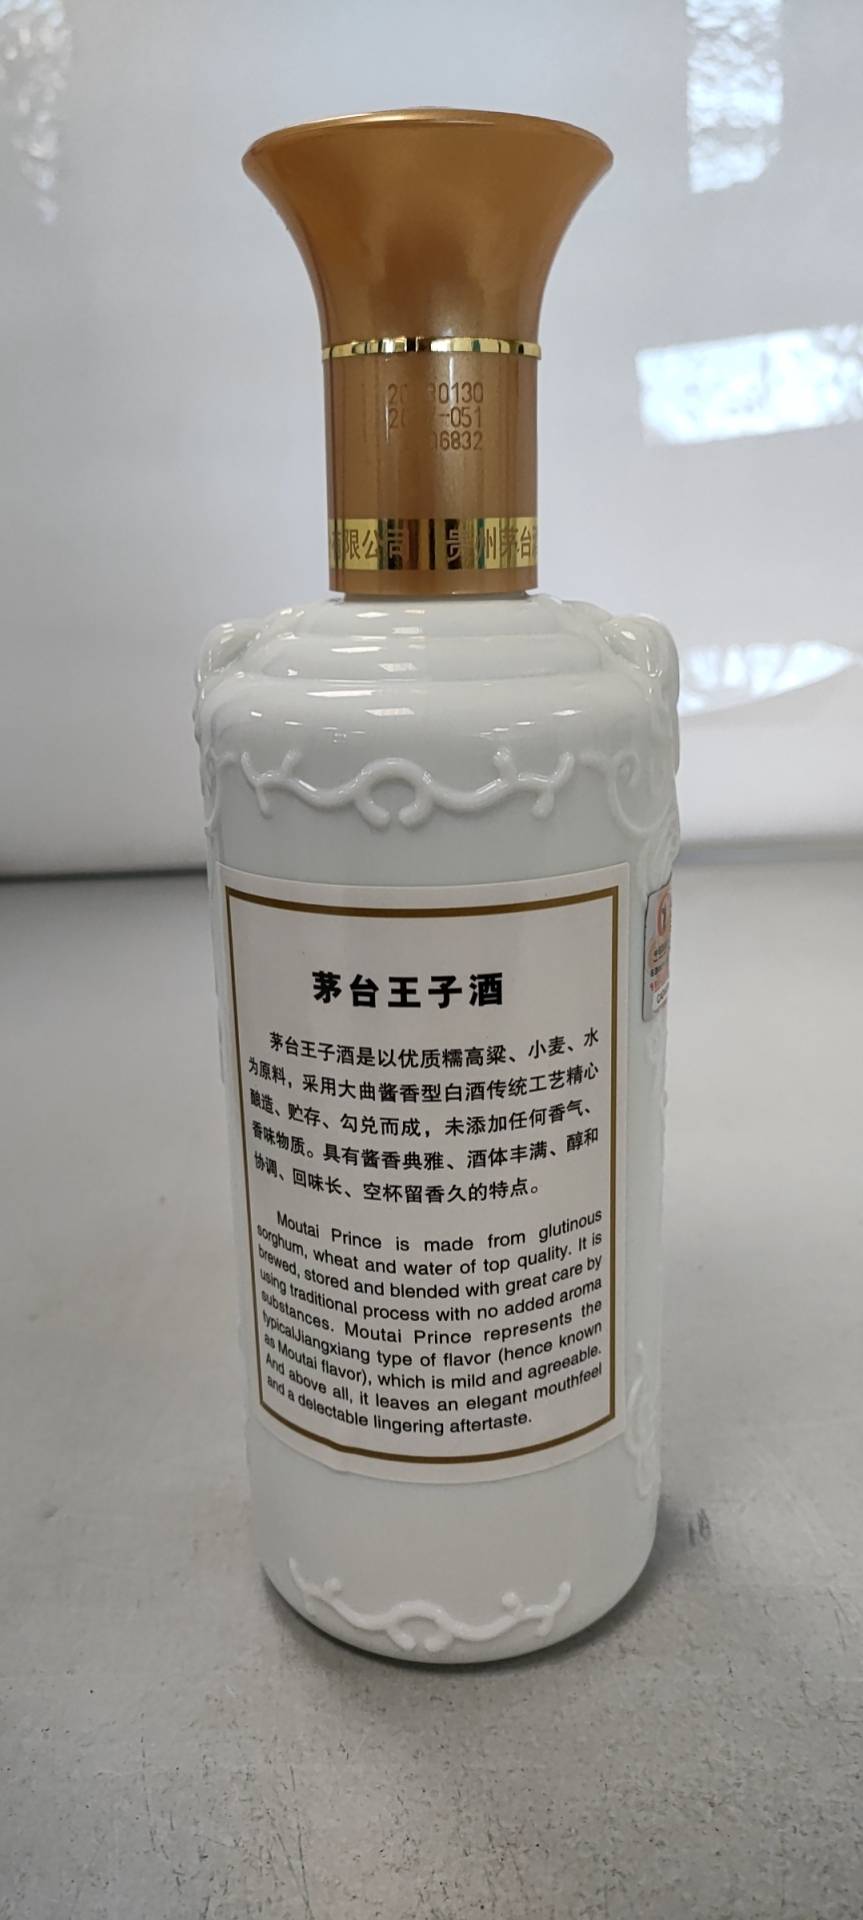 0130
-051
6832
有限公司 贵州茅台
茅台王子酒
茅台王子酒是以优质糯高粱、小麦、水
为原料，采用大曲酱香型白酒传统工艺精心
酿造、贮存、勾兑而成，未添加任何香气、
香味物质。具有酱香典雅、酒体丰满、醇和
协调、回味长、空杯留香久的特点。
Moutai Prince is made from glutinous
sorghum, wheat and water of top quality. It is
brewed, stored and blended with great care by
using traditional process with no added aroma
substances. Moutai Prince represents the
typicalJiangxiang type of flavor (hence known
as Moutai flavor), which is mild and agreeable.
And above all, it leaves an elegant mouthfeel
and a delectable lingering aftertaste.